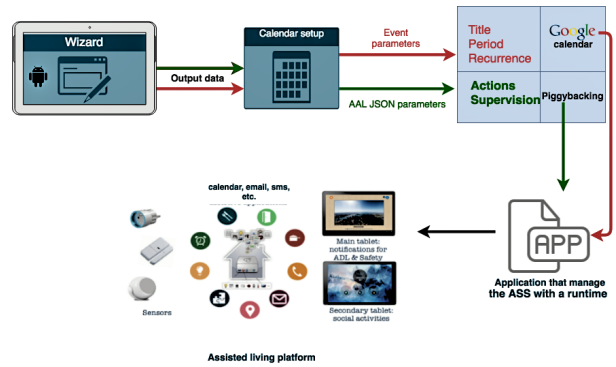 Wizard
Output data
Calendar setup
Event
parameters
AAL JSON parameters
Title
Period
Recurrence
Google
calendar
Actions
Supervision
Piggybacking
APP
Application that manage
the ASS with a runtime
calendar, email, sms,
etc.
Main tablet:
notifications for
ADL & Safety
Secondary tablet:
social activities
Sensors
Assisted living platform